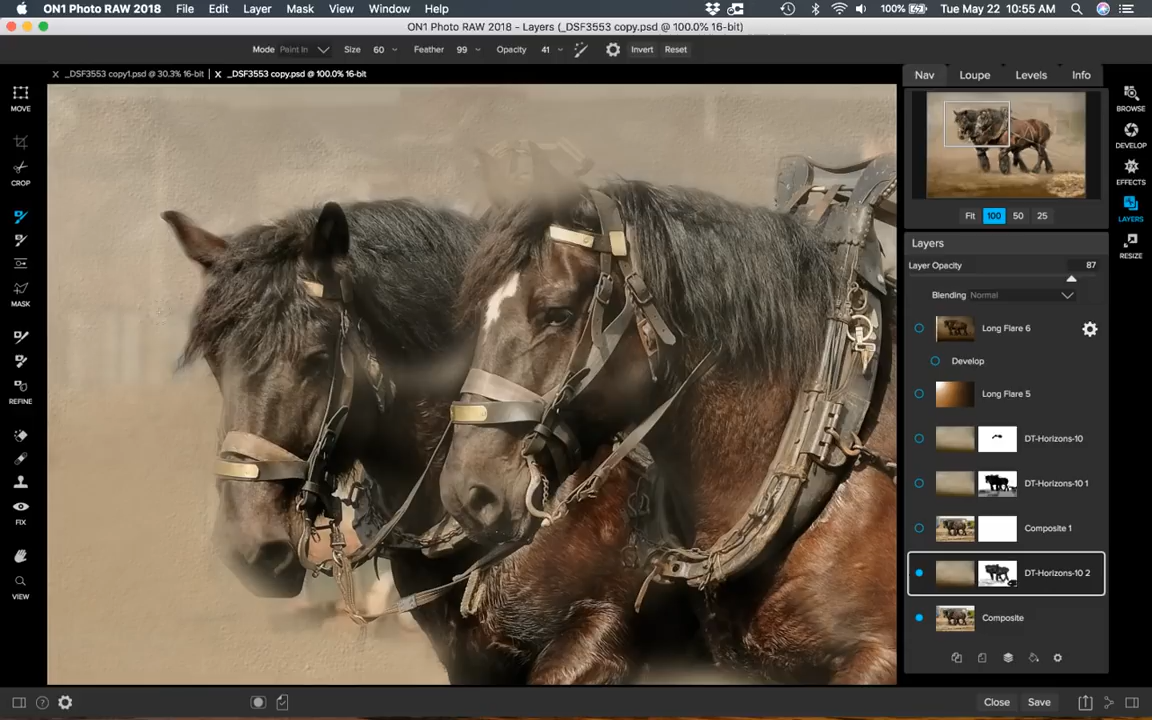 ON1 Photo RAW 2018 File Edit Layer Mask View Window Help 100% Tue May 22 10:55 AM
ON1 Photo RAW 2018 - Layers (_DSF3553 copy.psd @ 100.0% 16-bit)
Mode Paint In Size 60 Feather 99 Opacity 41 Invert Reset
X _DSF3553 copy1.psd @ 30.3% 16-bit X _DSF3553 copy.psd @ 100.0% 16-bit
Nav Loupe Levels Info
MOVE
CROP
MASK
REFINE
FIX
VIEW
BROWSE
DEVELOP
EFFECTS
LAYERS
RESIZE
Fit 100 50 25
Layers
Layer Opacity 87
Blending Normal
Long Flare 6
Develop
Long Flare 5
DT-Horizons-10
DT-Horizons-10 1
Composite 1
DT-Horizons-10 2
Composite
? Close Save